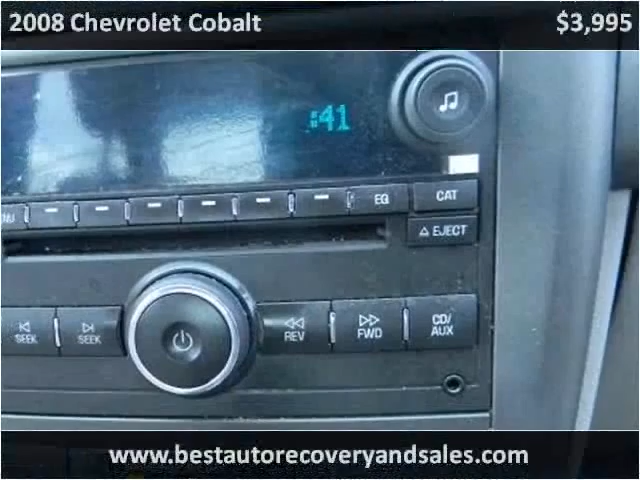 2008 Chevrolet Cobalt $3,995
:41
EQ CAT
EJECT
SEEK SEEK REV FWD CD/
AUX
www.bestautorecoveryandsales.com